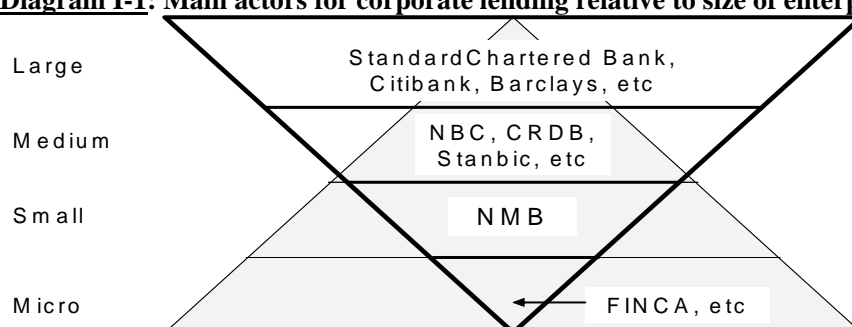 Diagram I-1: Main actors for corporate lending relative to size of
Large
StandardChartered Bank,
Citibank, Barclays, etc
Medium
NBC, CRDB,
Stanbic, etc
Small
NMB
Micro
FINCA, etc